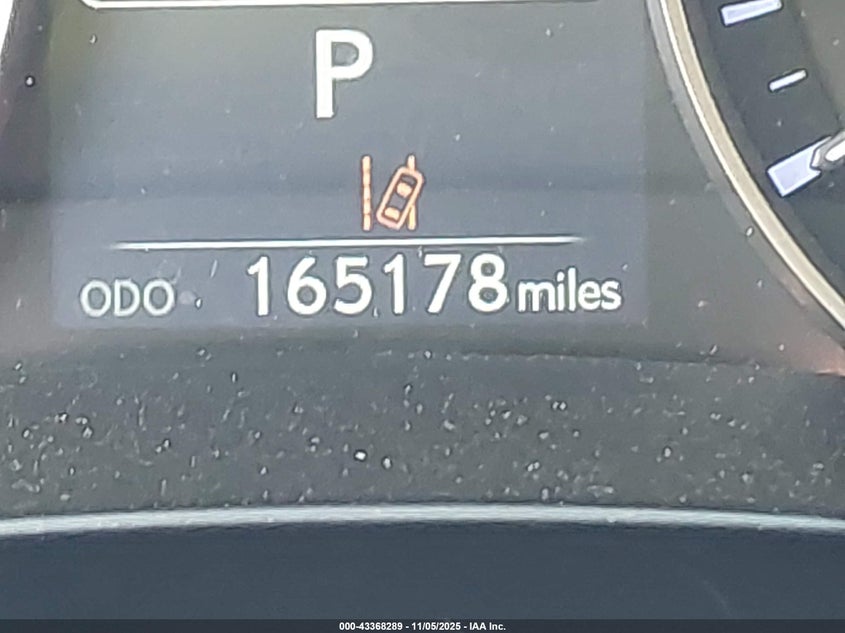 P
ODO 165178 miles
000-43368289 - 11/05/2025 - IAA Inc.